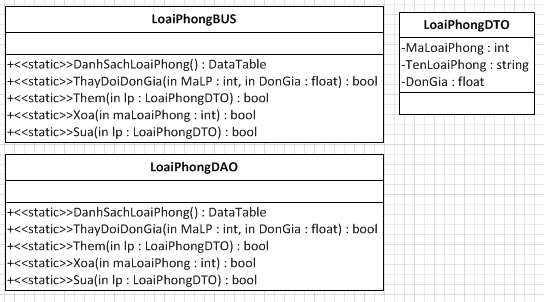 LoaiPhongBUS
+<<static>>DanhSachLoaiPhong() : DataTable
+<<static>>ThayDoiDonGia(in MaLP : int, in DonGia : float) : bool
+<<static>>Them(in lp : LoaiPhongDTO) : bool
+<<static>>Xoa(in maLoaiPhong : int) : bool
+<<static>>Sua(in lp : LoaiPhongDTO) : bool
LoaiPhongDTO
-MaLoaiPhong : int
-TenLoaiPhong : string
-DonGia : float
LoaiPhongDAO
+<<static>>DanhSachLoaiPhong() : DataTable
+<<static>>ThayDoiDonGia(in MaLP : int, in DonGia : float) : bool
+<<static>>Them(in lp : LoaiPhongDTO) : bool
+<<static>>Xoa(in maLoaiPhong : int) : bool
+<<static>>Sua(in lp : LoaiPhongDTO) : bool